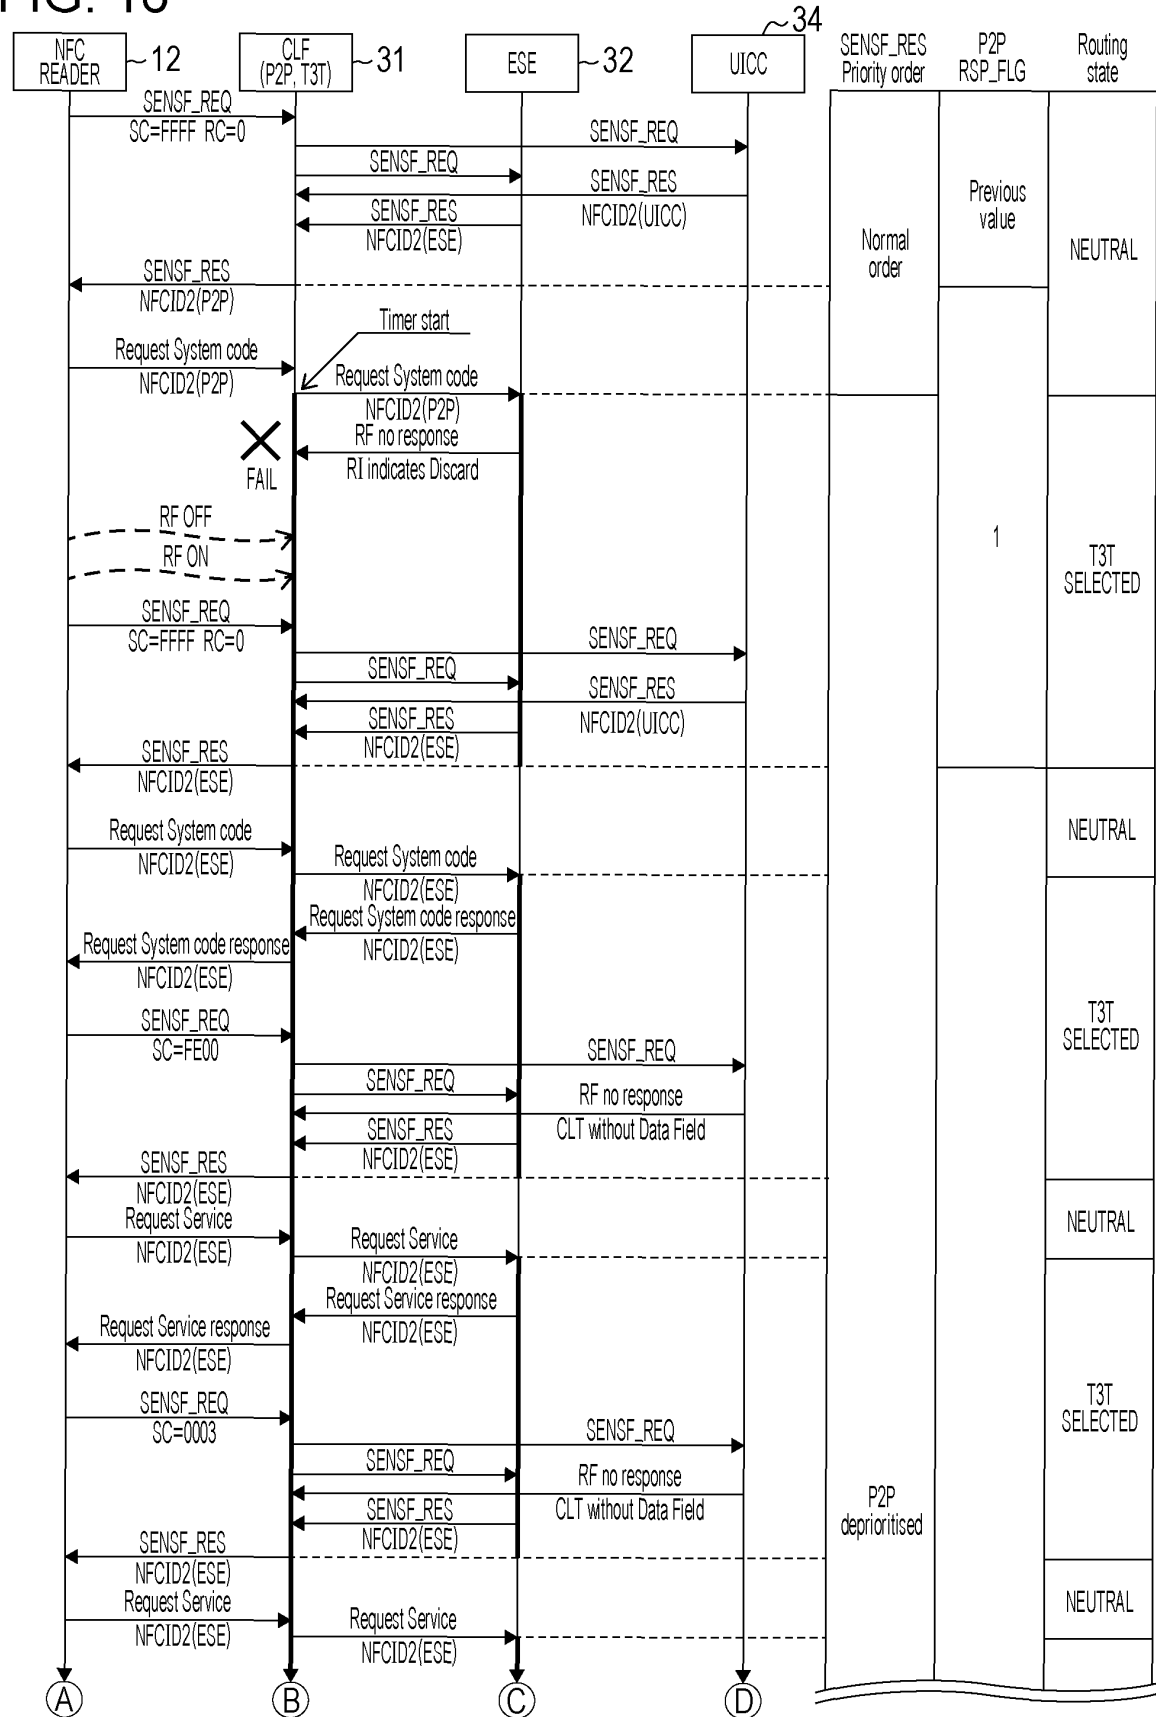 FIG. 16
NFC
READER
12
CLF
(P2P, T3T)
31
ESE
32
UICC
34
SENSF_RES
Priority order
P2P
RSP_FLG
Routing
state
SENSF_REQ
SC=FFFF RC=0
SENSF_REQ
SENSF_REQ
SENSF_RES
NFCID2(UICC)
SENSF_RES
NFCID2(ESE)
Previous
value
Normal
order
NEUTRAL
SENSF_RES
NFCID2(P2P)
Timer start
Request System code
NFCID2(P2P)
Request System code
NFCID2(P2P)
RF no response
RI indicates Discard
FAIL
RF OFF
RF ON
1
T3T
SELECTED
SENSF_REQ
SC=FFFF RC=0
SENSF_REQ
SENSF_REQ
SENSF_RES
NFCID2(UICC)
SENSF_RES
NFCID2(ESE)
SENSF_RES
NFCID2(ESE)
NEUTRAL
Request System code
NFCID2(ESE)
Request System code
NFCID2(ESE)
Request System code response
NFCID2(ESE)
Request System code response
NFCID2(ESE)
T3T
SELECTED
SENSF_REQ
SC=FE00
SENSF_REQ
SENSF_REQ
RF no response
CLT without Data Field
SENSF_RES
NFCID2(ESE)
SENSF_RES
NFCID2(ESE)
NEUTRAL
Request Service
NFCID2(ESE)
Request Service
NFCID2(ESE)
Request Service response
NFCID2(ESE)
Request Service response
NFCID2(ESE)
T3T
SELECTED
SENSF_REQ
SC=0003
SENSF_REQ
SENSF_REQ
RF no response
CLT without Data Field
SENSF_RES
NFCID2(ESE)
P2P
deprioritised
SENSF_RES
NFCID2(ESE)
NEUTRAL
Request Service
NFCID2(ESE)
Request Service
NFCID2(ESE)
A
B
C
D